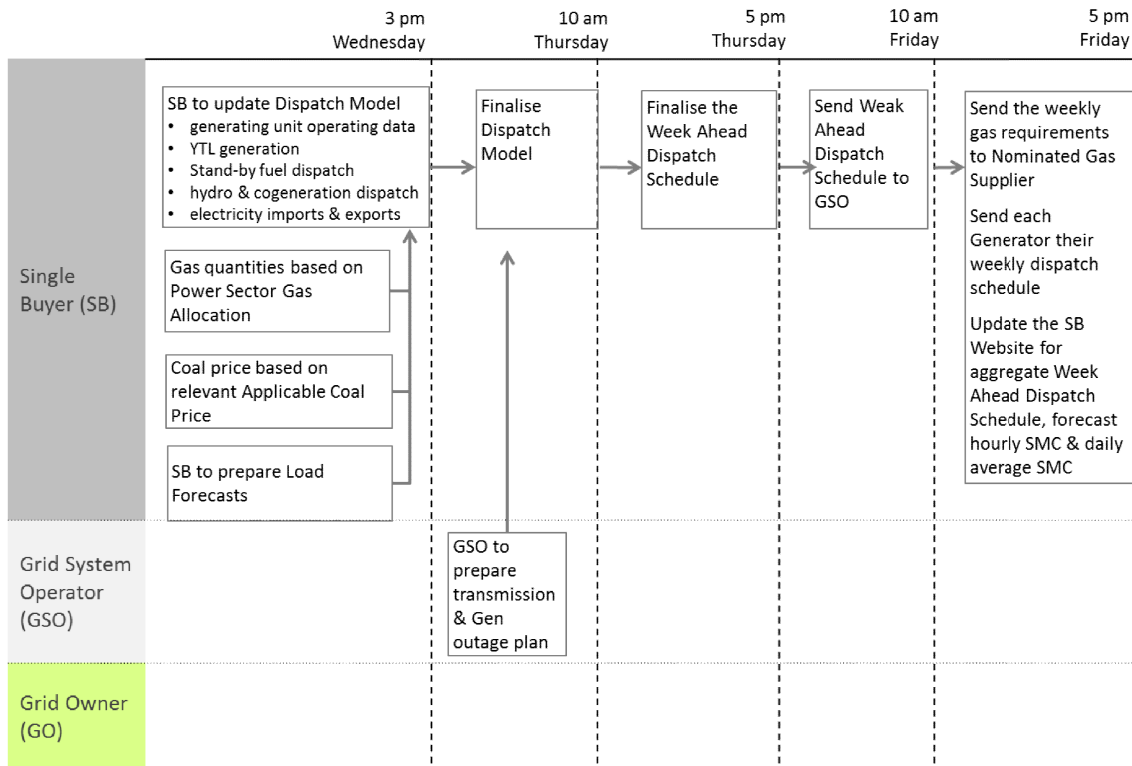 3 pm
Wednesday
10 am
Thursday
5 pm
Thursday
10 am
Friday
5 pm
Friday
Single
Buyer (SB)
SB to update Dispatch Model
• generating unit operating data
• YTL generation
• Stand-by fuel dispatch
• hydro & cogeneration dispatch
• electricity imports & exports
Gas quantities based on
Power Sector Gas
Allocation
Coal price based on
relevant Applicable Coal
Price
SB to prepare Load
Forecasts
Finalise
Dispatch
Model
Finalise the
Week Ahead
Dispatch
Schedule
Send Weak
Ahead
Dispatch
Schedule to
GSO
Send the weekly
gas requirements
to Nominated Gas
Supplier
Send each
Generator their
weekly dispatch
schedule
Update the SB
Website for
aggregate Week
Ahead Dispatch
Schedule, forecast
hourly SMC & daily
average SMC
Grid System
Operator
(GSO)
GSO to
prepare
transmission
& Gen
outage plan
Grid Owner
(GO)